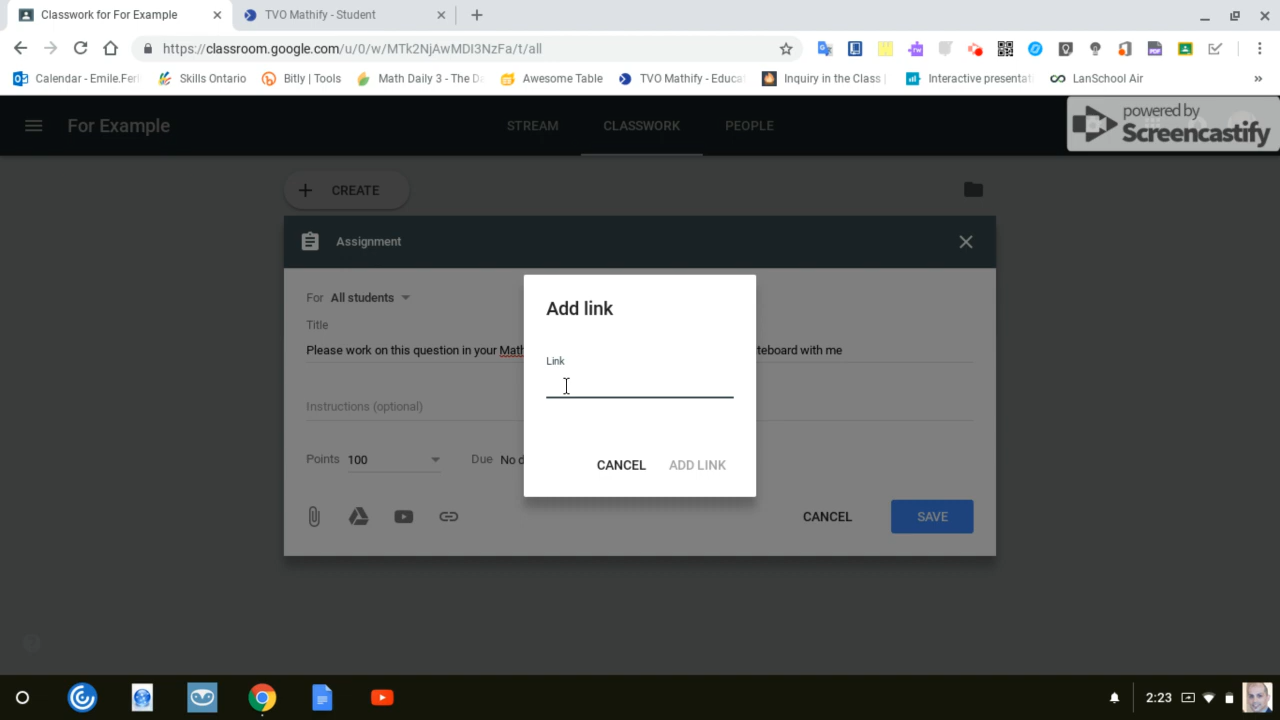 Classwork for For Example
TVO Mathify - Student
https://classroom.google.com/u/0/w/MTk2NjAwMDI3NzFa/t/all
Calendar - Emile.Feri
Skills Ontario
Bitly | Tools
Math Daily 3 - The Da
Awesome Table
TVO Mathify - Educa
Inquiry in the Class
Interactive presentat
LanSchool Air
For Example
STREAM
CLASSWORK
PEOPLE
powered by
Screencastify
CREATE
Assignment
For All students
Title
Please work on this question in your Math
teboard with me
Instructions (optional)
Points 100
Due No d
Add link
Link
CANCEL
ADD LINK
CANCEL
SAVE
2:23